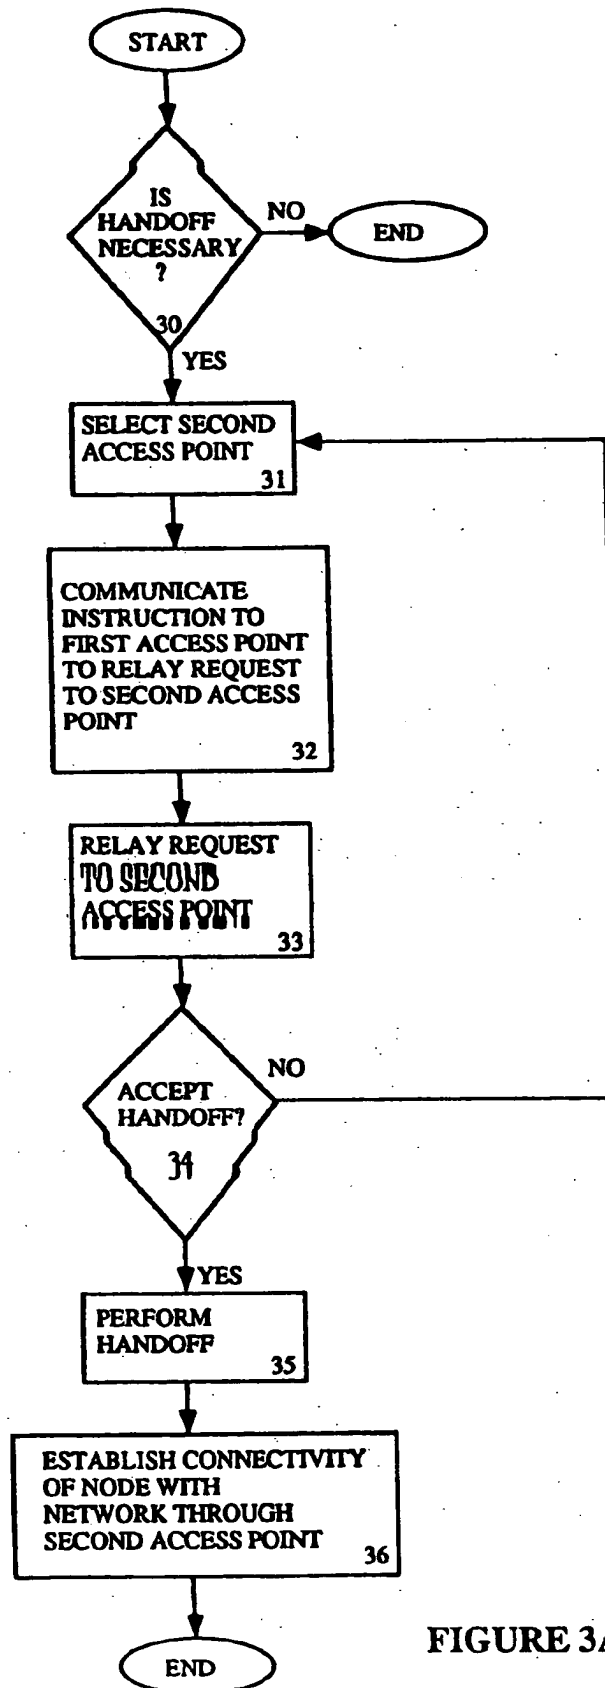 START
IS
HANDOFF
NECESSARY
?
30
NO
END
YES
SELECT SECOND
ACCESS POINT
31
COMMUNICATE
INSTRUCTION TO
FIRST ACCESS POINT
TO RELAY REQUEST
TO SECOND ACCESS
POINT
32
RELAY REQUEST
TO SECOND
ACCESS POINT
33
NO
ACCEPT
HANDOFF?
34
YES
PERFORM
HANDOFF
35
ESTABLISH CONNECTIVITY
OF NODE WITH
NETWORK THROUGH
SECOND ACCESS POINT
36
END
FIGURE 3A